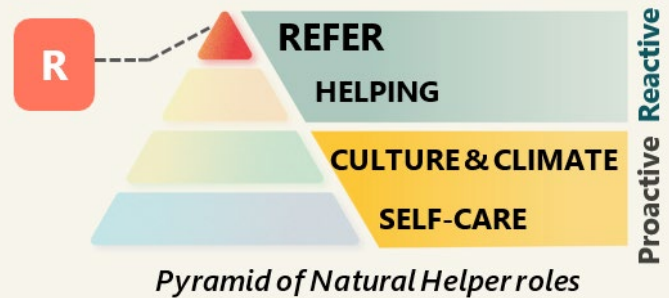 R
REFER
HELPING
CULTURE & CLIMATE
SELF-CARE
Reactive
Proactive
Pyramid of Natural Helper roles